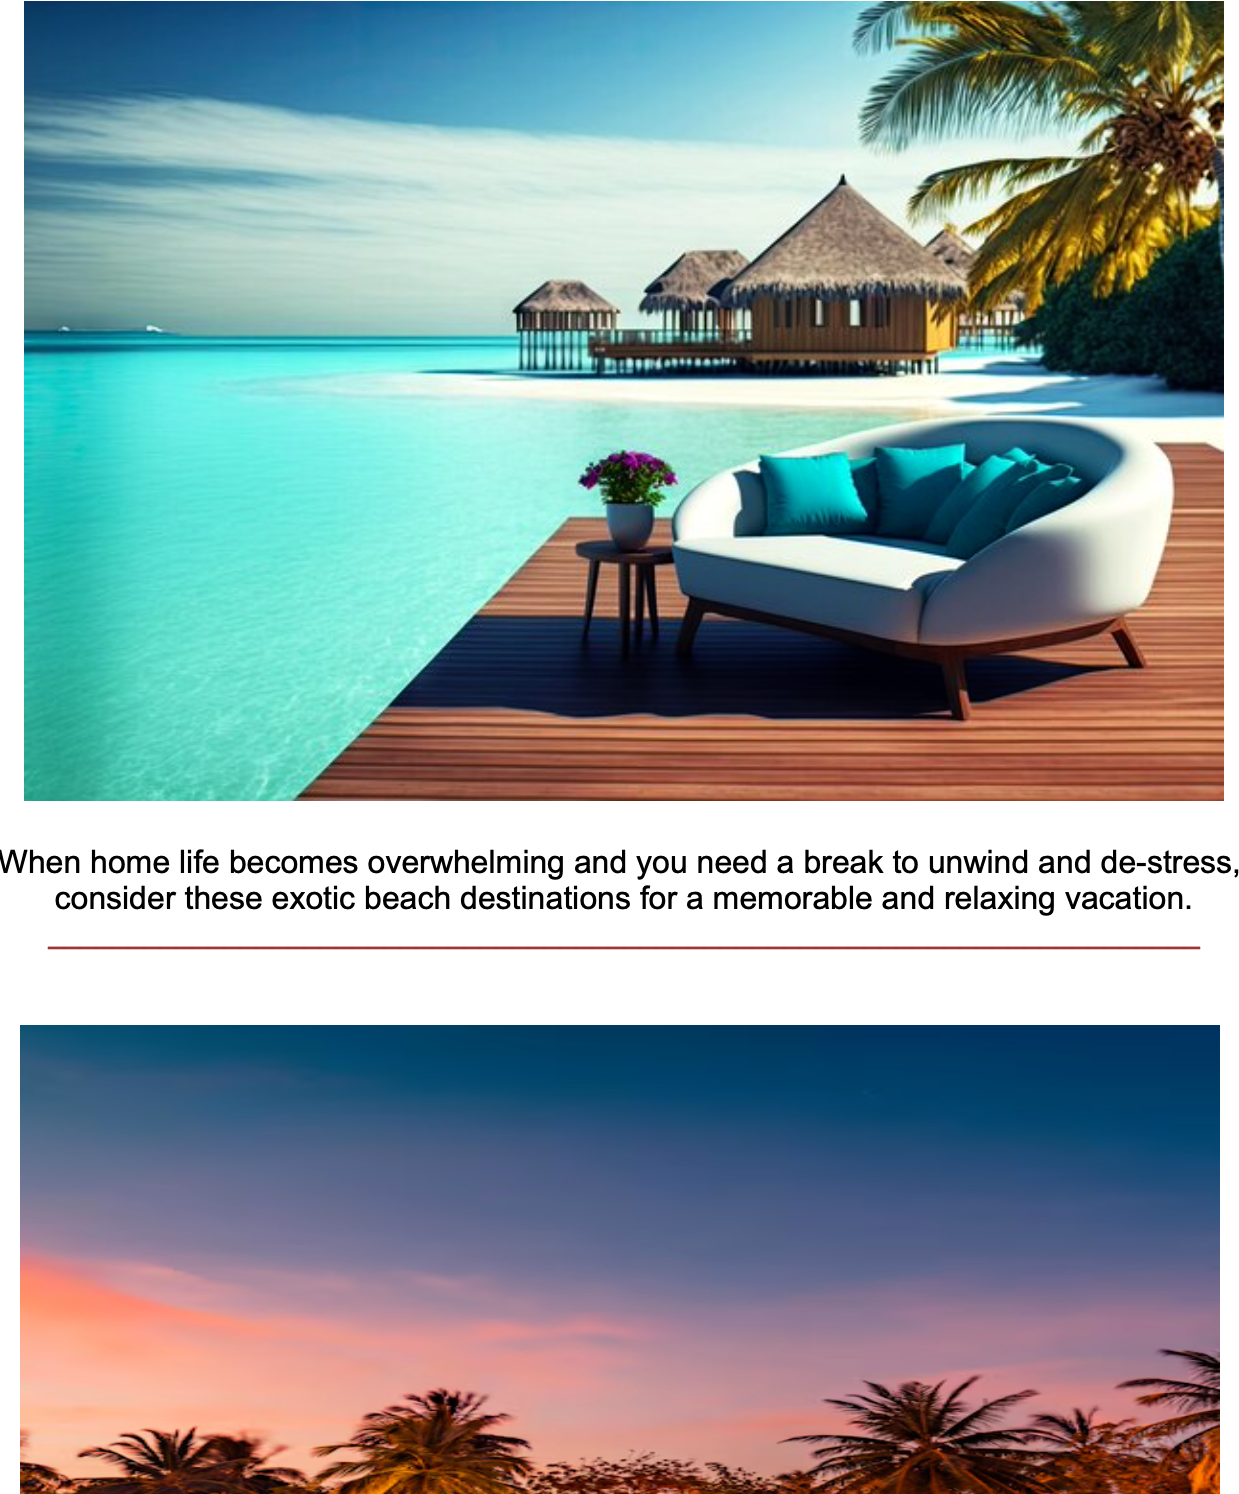 When home life becomes overwhelming and you need a break to unwind and de-stress,
consider these exotic beach destinations for a memorable and relaxing vacation.